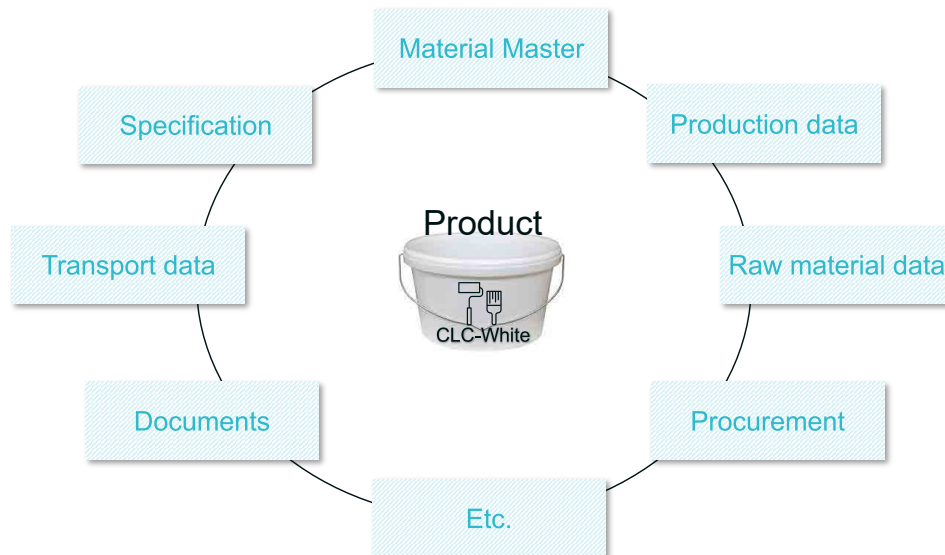 Material Master
Specification
Production data
Product
Transport data
Raw material data
CLC-White
Documents
Procurement
Etc.